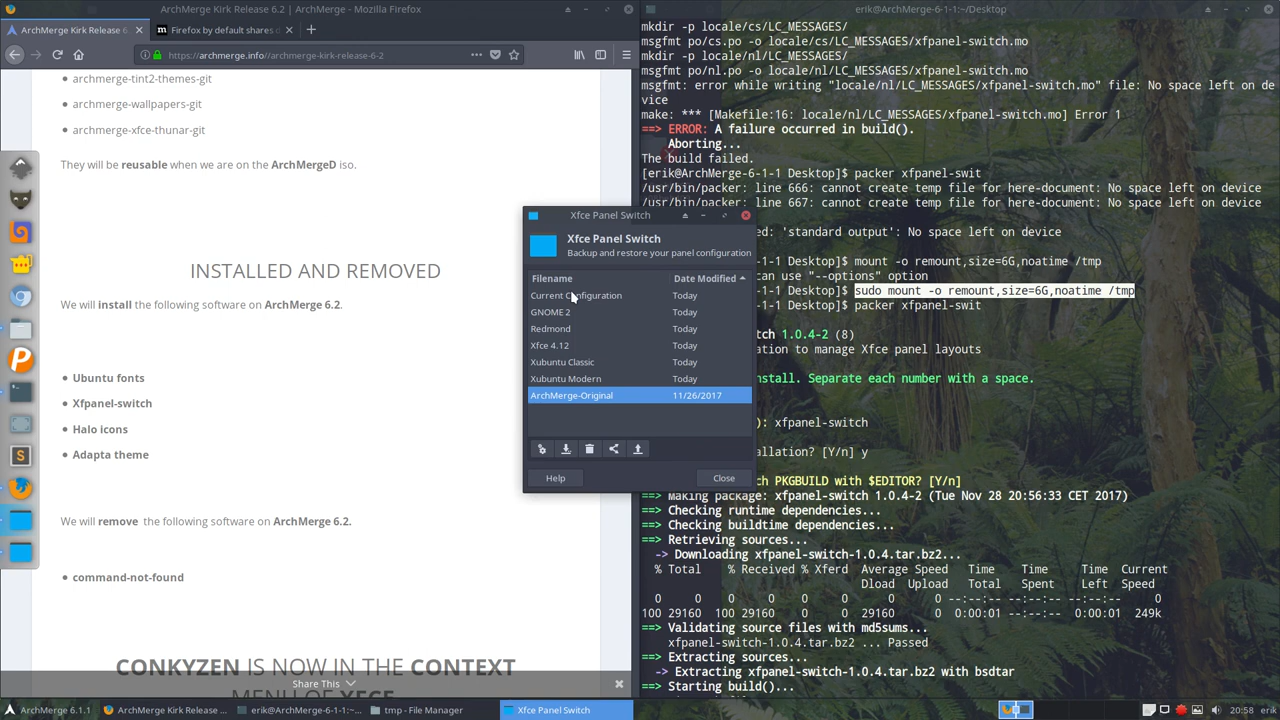 ArchMerge Kirk Release 6.2 | ArchMerge - Mozilla Firefox
ArchMerge Kirk Release 6.
Firefox by default shares d
https://archmerge.info//archmerge-kirk-release-6-2
archmerge-tint2-themes-git
archmerge-wallpapers-git
archmerge-xfce-thunar-git
They will be reusable when we are on the ArchMergeD iso.
INSTALLED AND REMOVED
We will install the following software on ArchMerge 6.2.
Ubuntu fonts
Xfpanel-switch
Halo icons
Adapta theme
We will remove the following software on ArchMerge 6.2.
command-not-found
CONKYZEN IS NOW IN THE CONTEXT
MENU OF XFCE
Share This
Xfce Panel Switch
Xfce Panel Switch
Backup and restore your panel configuration
Filename Date Modified
Current Configuration Today
GNOME 2 Today
Redmond Today
Xfce 4.12 Today
Xubuntu Classic Today
Xubuntu Modern Today
ArchMerge-Original 11/26/2017
Help Close
erik@ArchMerge-6-1-1:~/Desktop
mkdir -p locale/cs/LC_MESSAGES/
msgfmt po/cs.po -o locale/cs/LC_MESSAGES/xfpanel-switch.mo
mkdir -p locale/nl/LC_MESSAGES/
msgfmt po/nl.po -o locale/nl/LC_MESSAGES/xfpanel-switch.mo
msgfmt: error while writing "locale/nl/LC_MESSAGES/xfpanel-switch.mo" file: No space left on de
vice
make: *** [Makefile:16: locale/nl/LC_MESSAGES/xfpanel-switch.mo] Error 1
==> ERROR: A failure occurred in build().
Aborting...
The build failed.
[erik@ArchMerge-6-1-1 Desktop]$ packer xfpanel-swit
/usr/bin/packer: line 666: cannot create temp file for here-document: No space left on device
/usr/bin/packer: line 667: cannot create temp file for here-document: No space left on device
ed: 'standard output': No space left on device
-1 Desktop]$ mount -o remount,size=6G,noatime /tmp
can use "--options" option
-1 Desktop]$ sudo mount -o remount,size=6G,noatime /tmp
-1 Desktop]$ packer xfpanel-swit
tch 1.0.4-2 (8)
ation to manage Xfce panel layouts
nstall. Separate each number with a space.
): xfpanel-switch
llation? [Y/n] y
ch PKGBUILD with $EDITOR? [Y/n]
==> Making package: xfpanel-switch 1.0.4-2 (Tue Nov 28 20:56:33 CET 2017)
==> Checking runtime dependencies...
==> Checking buildtime dependencies...
==> Retrieving sources...
-> Downloading xfpanel-switch-1.0.4.tar.bz2...
% Total % Received % Xferd Average Speed Time Time Time Current
Dload Upload Total Spent Left Speed
0 0 0 0 0 0 0 0 --:--:-- --:--:-- --:--:-- 0
100 29160 100 29160 0 0 29160 0 0:00:01 --:--:-- 0:00:01 249k
==> Validating source files with md5sums...
xfpanel-switch-1.0.4.tar.bz2 ... Passed
==> Extracting sources...
-> Extracting xfpanel-switch-1.0.4.tar.bz2 with bsdtar
==> Starting build()...
ArchMerge 6.1.1
ArchMerge Kirk Release ...
erik@ArchMerge-6-1-1:~/...
tmp - File Manager
Xfce Panel Switch
20:58 erik